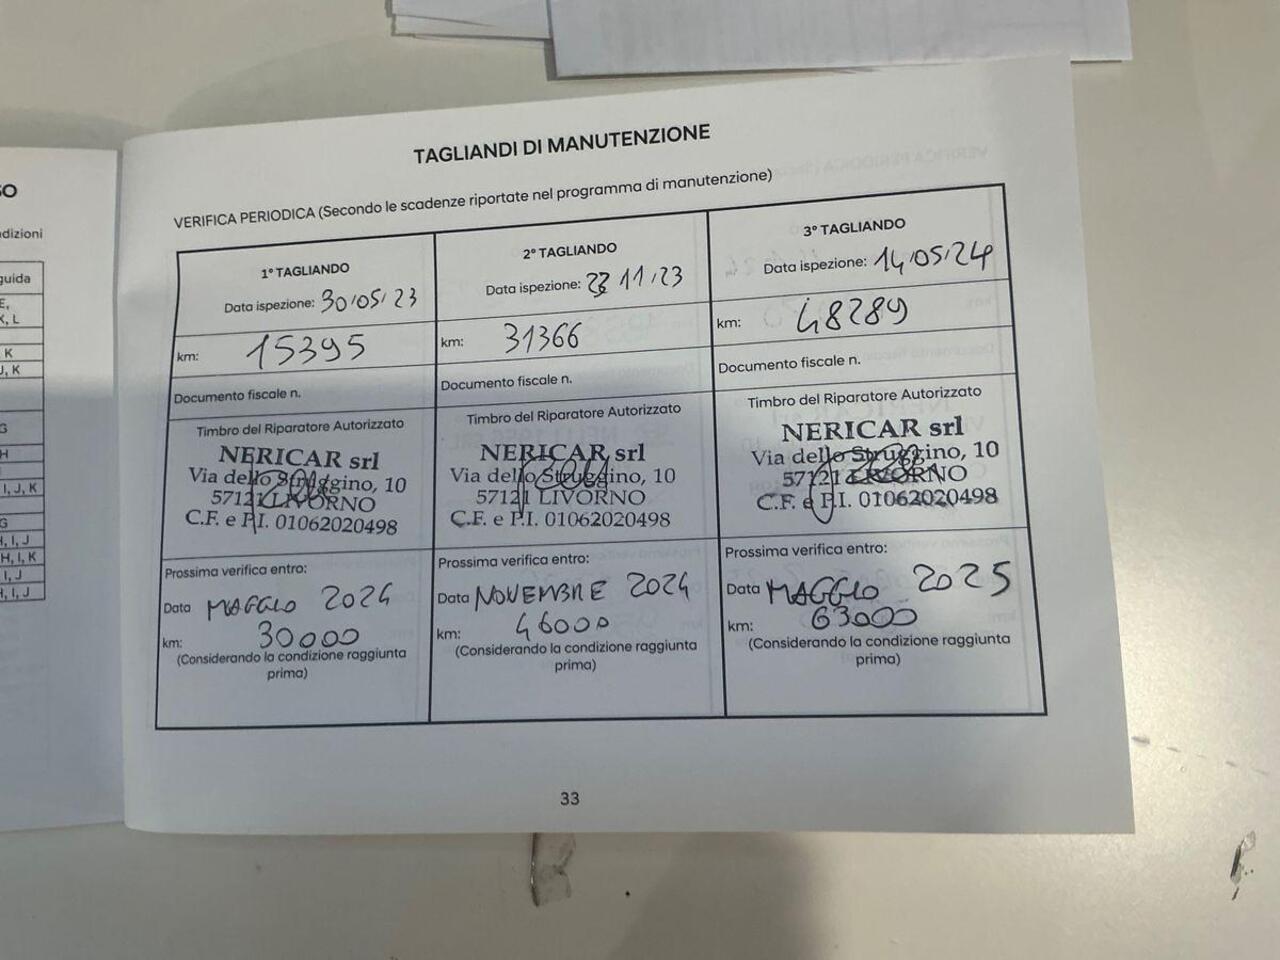 SO
ndizioni
guida
E,
K, L
K
J, K
G
H
I, J, K
G
H, I, J
H, I, K
I, J
H, I, J
TAGLIANDI DI MANUTENZIONE
VERIFICA PERIODICA (Secondo le scadenze riportate nel programma di manutenzione)
1° TAGLIANDO
Data ispezione: 30/05/23
km: 15395
Documento fiscale n.
Timbro del Riparatore Autorizzato
NERICAR srl
Via dello Struggino, 10
57121 LIVORNO
C.F. e P.I. 01062020498
Prossima verifica entro:
Data MAGGIO 2024
km: 30000
(Considerando la condizione raggiunta
prima)
2° TAGLIANDO
Data ispezione: 23 11/23
km: 31366
Documento fiscale n.
Timbro del Riparatore Autorizzato
NERICAR srl
Via dello Struggino, 10
57121 LIVORNO
C.F. e P.I. 01062020498
Prossima verifica entro:
Data NOVEMBRE 2024
km: 46000
(Considerando la condizione raggiunta
prima)
3° TAGLIANDO
Data ispezione: 14/05/24
km: 48289
Documento fiscale n.
Timbro del Riparatore Autorizzato
NERICAR srl
Via dello Struggino, 10
57121 LIVORNO
C.F. e P.I. 01062020498
Prossima verifica entro:
Data MAGGIO 2025
km: 63000
(Considerando la condizione raggiunta
prima)
33